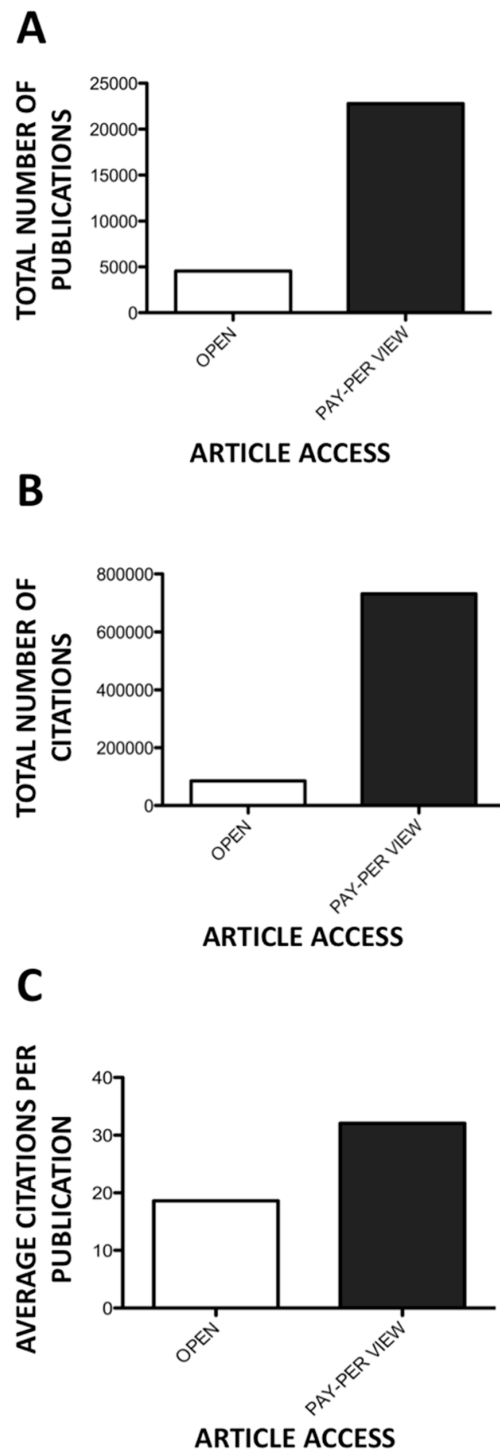 A
TOTAL NUMBER OF
PUBLICATIONS
25000
20000
15000
10000
5000
0
OPEN
PAY-PER VIEW
ARTICLE ACCESS
B
TOTAL NUMBER OF
CITATIONS
800000
600000
400000
200000
0
OPEN
PAY-PER VIEW
ARTICLE ACCESS
C
AVERAGE CITATIONS PER
PUBLICATION
40
30
20
10
0
OPEN
PAY-PER VIEW
ARTICLE ACCESS